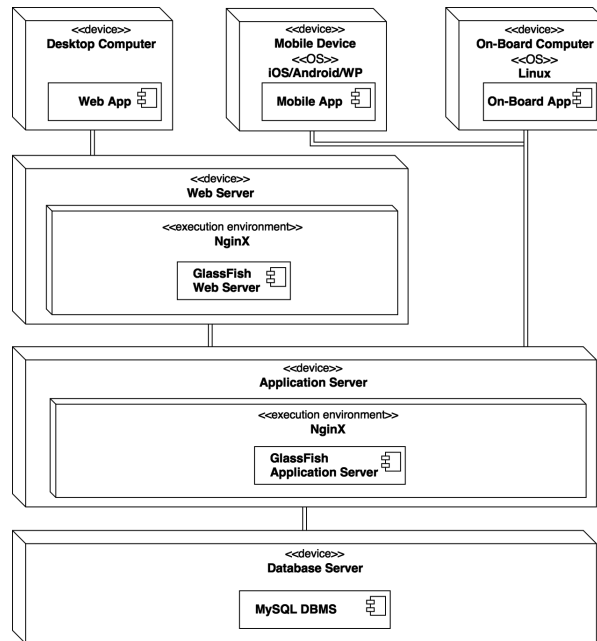 <<device>>
Desktop Computer
Web App
<<device>>
Mobile Device
<<OS>>
iOS/Android/WP
Mobile App
<<device>>
On-Board Computer
<<OS>>
Linux
On-Board App
<<device>>
Web Server
<<execution environment>>
NginX
GlassFish
Web Server
<<device>>
Application Server
<<execution environment>>
NginX
GlassFish
Application Server
<<device>>
Database Server
MySQL DBMS